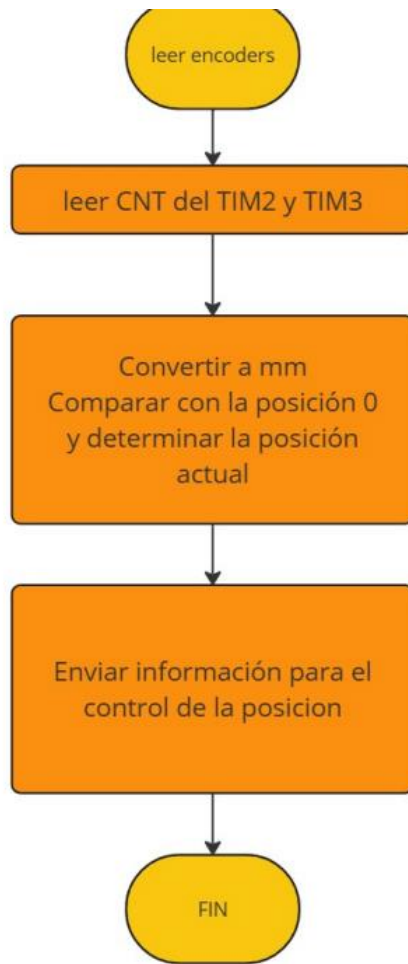 leer encoders
leer CNT del TIM2 y TIM3
Convertir a mm
Comparar con la posición 0
y determinar la posición
actual
Enviar información para el
control de la posicion
FIN